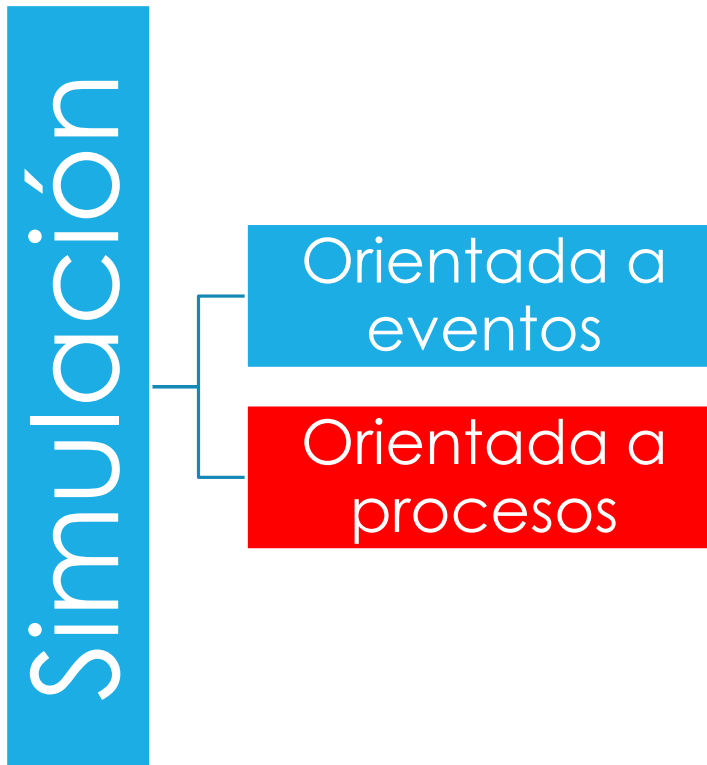 Simulación
Orientada a
eventos
Orientada a
procesos